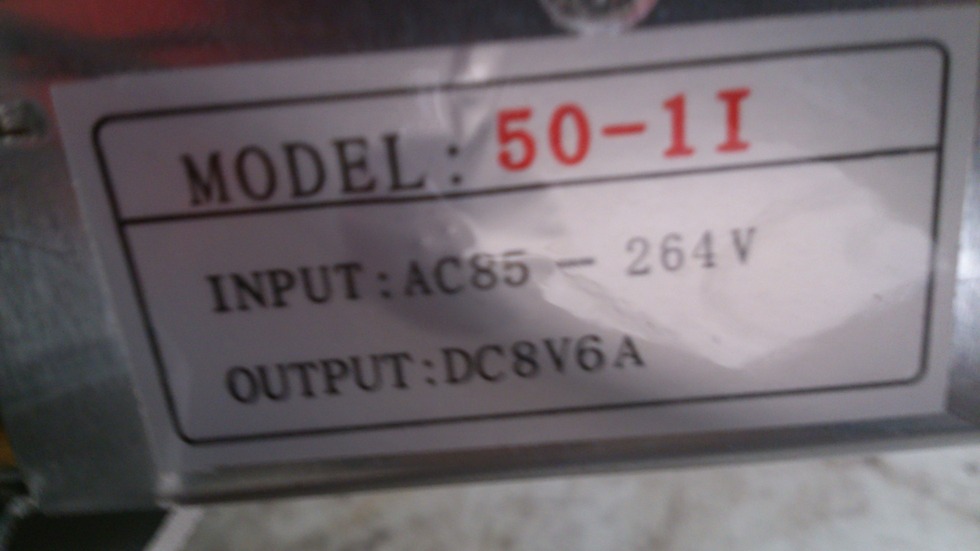 MODEL: 50-1I
INPUT:AC85-264V
OUTPUT:DC8V6A